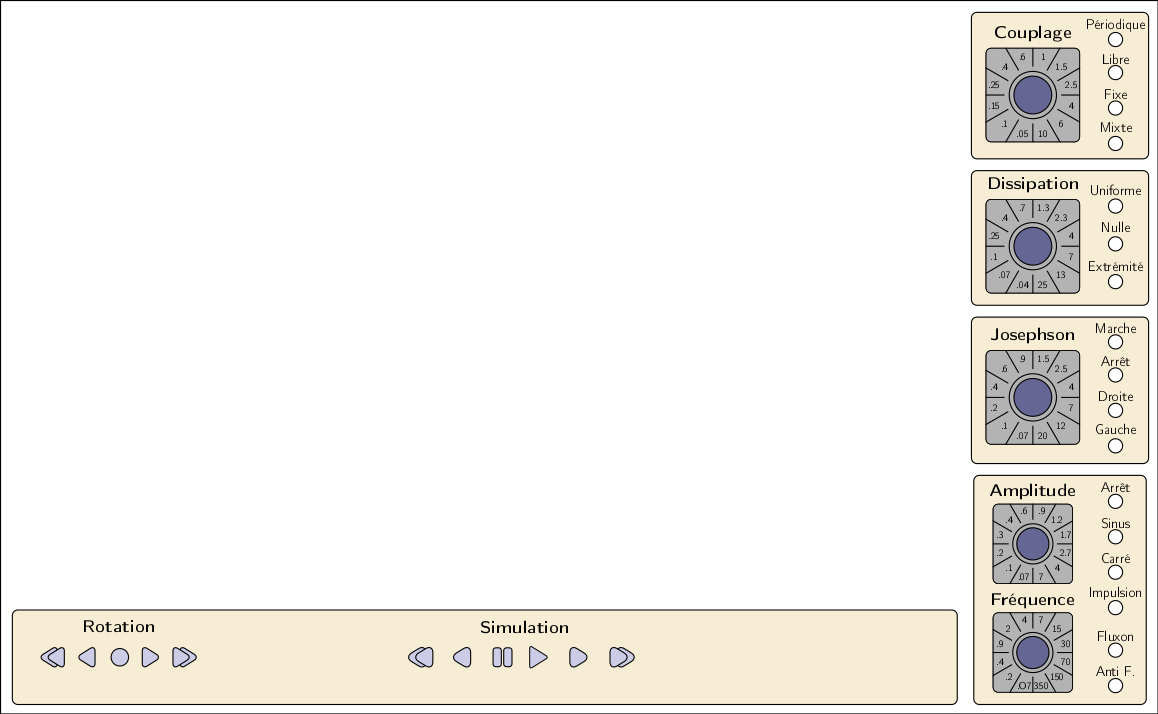 Couplage
Périodique
Libre
Fixe
Mixte
.6 1
.4 1.5
.25 2.5
.15 4
.1 6
.05 10
Dissipation
Uniforme
Nulle
Extrémité
.7 1.3
.4 2.3
.25 4
.1 7
.07 13
.04 25
Josephson
Marche
Arrêt
Droite
Gauche
.9 1.5
.6 2.5
.4 4
.2 7
.1 12
.07 20
Amplitude
Arrêt
Sinus
Carré
Impulsion
.6 .9
.4 1.2
.3 1.7
.2 2.7
.1 4
.07 7
Fréquence
Fluxon
Anti F.
4 7
2 15
.9 30
.4 70
.2 150
.O7 350
Rotation
Simulation